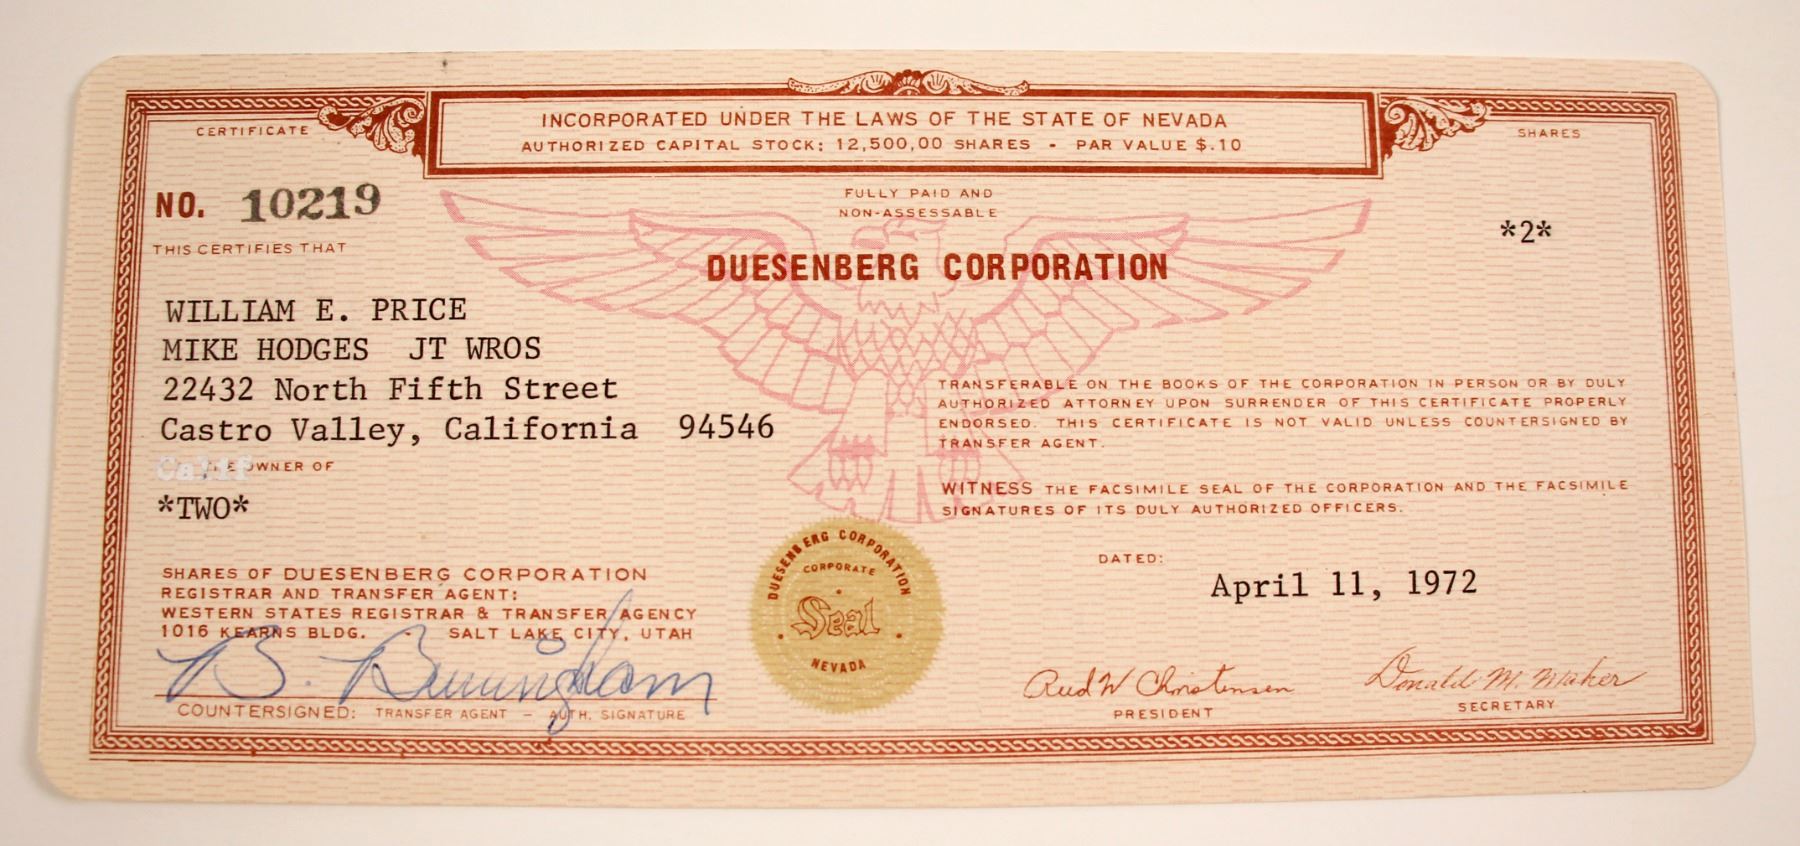 INCORPORATED UNDER THE LAWS OF THE STATE OF NEVADA
AUTHORIZED CAPITAL STOCK: 12,500,00 SHARES - PAR VALUE $.10
CERTIFICATE
SHARES
NO. 10219
FULLY PAID AND
NON-ASSESSABLE
*2*
THIS CERTIFIES THAT
DUESENBERG CORPORATION
WILLIAM E. PRICE
MIKE HODGES JT WROS
22432 North Fifth Street
Castro Valley, California 94546
OWNER OF
*TWO*
TRANSFERABLE ON THE BOOKS OF THE CORPORATION IN PERSON OR BY DULY
AUTHORIZED ATTORNEY UPON SURRENDER OF THIS CERTIFICATE PROPERLY
ENDORSED. THIS CERTIFICATE IS NOT VALID UNLESS COUNTERSIGNED BY
TRANSFER AGENT.
WITNESS THE FACSIMILE SEAL OF THE CORPORATION AND THE FACSIMILE
SIGNATURES OF ITS DULY AUTHORIZED OFFICERS.
SHARES OF DUESENBERG CORPORATION
REGISTRAR AND TRANSFER AGENT:
WESTERN STATES REGISTRAR & TRANSFER AGENCY
1016 KEARNS BLDG. - SALT LAKE CITY, UTAH
B.
COUNTERSIGNED: TRANSFER AGENT - AUTH. SIGNATURE
DUESENBERG CORPORATION
CORPORATE
Seal
NEVADA
DATED:
April 11, 1972
Reed W Christensen
PRESIDENT
Donald M.
SECRETARY